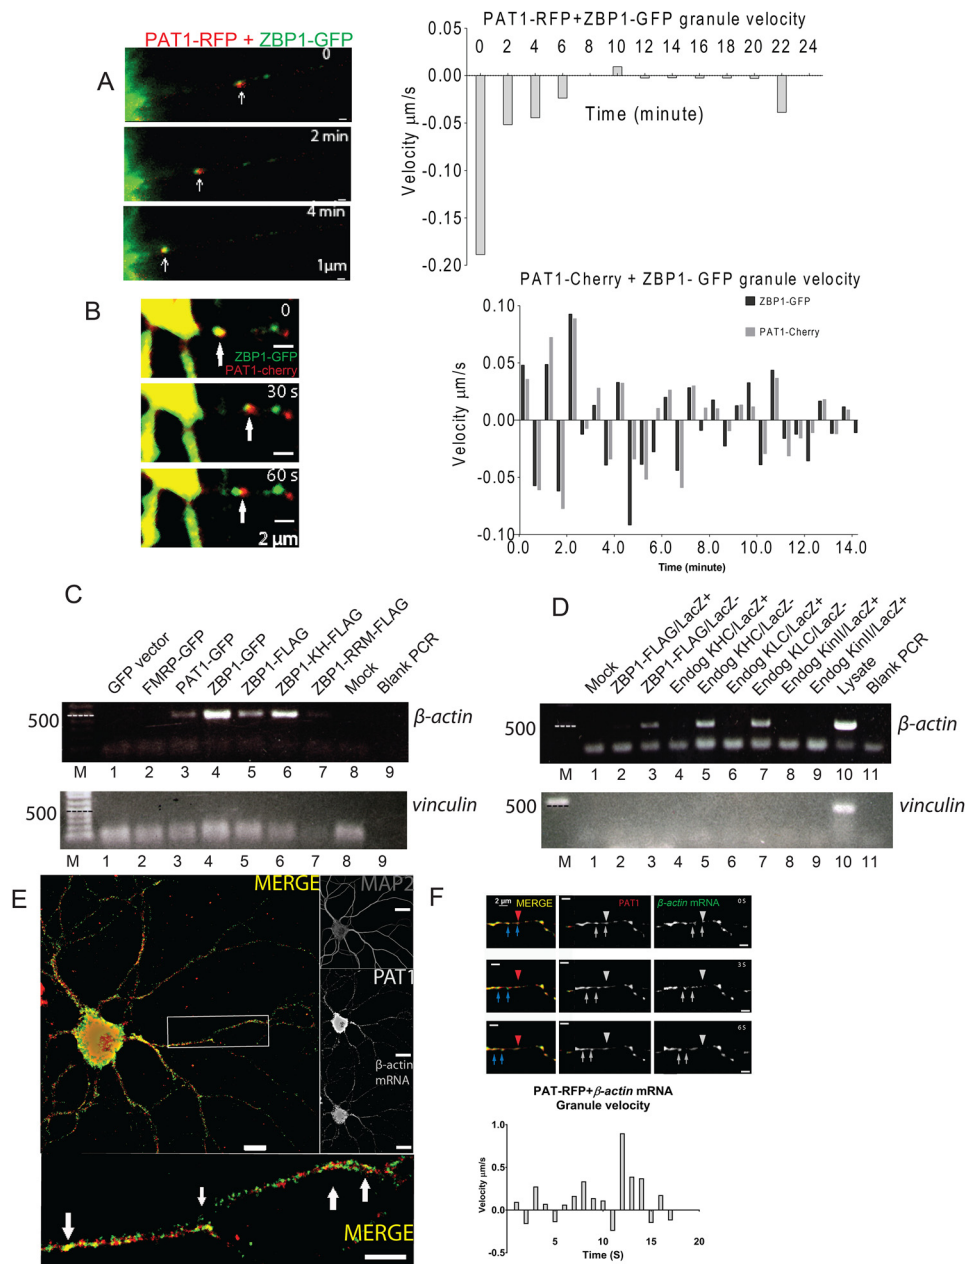 PAT1-RFP + ZBP1-GFP
A
0
2 min
4 min
1µm
PAT1-RFP+ZBP1-GFP granule velocity
0.05
0 2 4 6 10 12 14 16 18 20 22 24
0.00
Time (minute)
-0.05
-0.10
-0.15
-0.20
Velocity µm/s
B
0
ZBP1-GFP
PAT1-cherry
30 s
60 s
2 µm
PAT1-Cherry + ZBP1- GFP granule velocity
ZBP1-GFP
PAT1-Cherry
0.10
0.05
0.00
-0.05
-0.10
Velocity µm/s
0.0 2.0 4.0 6.0 8.0 10.0 12.0 14.0
Time (minute)
C
GFP vector
FMRP-GFP
PAT1-GFP
ZBP1-GFP
ZBP1-FLAG
ZBP1-KH-FLAG
ZBP1-RRM-FLAG
Mock
Blank PCR
500
β-actin
M 1 2 3 4 5 6 7 8 9
500
vinculin
M 1 2 3 4 5 6 7 8 9
D
Mock
ZBP1-FLAG/LacZ+
ZBP1-FLAG/LacZ-
Endog KHC/LacZ+
Endog KHC/LacZ-
Endog KLC/LacZ+
Endog KLC/LacZ-
Endog KinII/LacZ+
Endog KinII/LacZ+
Lysate
Blank PCR
500
β-actin
M 1 2 3 4 5 6 7 8 9 10 11
500
vinculin
M 1 2 3 4 5 6 7 8 9 10 11
E
MERGE
MAP2
PAT1
β-actin
mRNA
MERGE
F
2 µm
MERGE
PAT1
β-actin mRNA
0 S
3 S
6 S
PAT-RFP+β-actin mRNA
Granule velocity
1.0
0.5
0.0
-0.5
Velocity µm/s
5 10 15 20
Time (S)